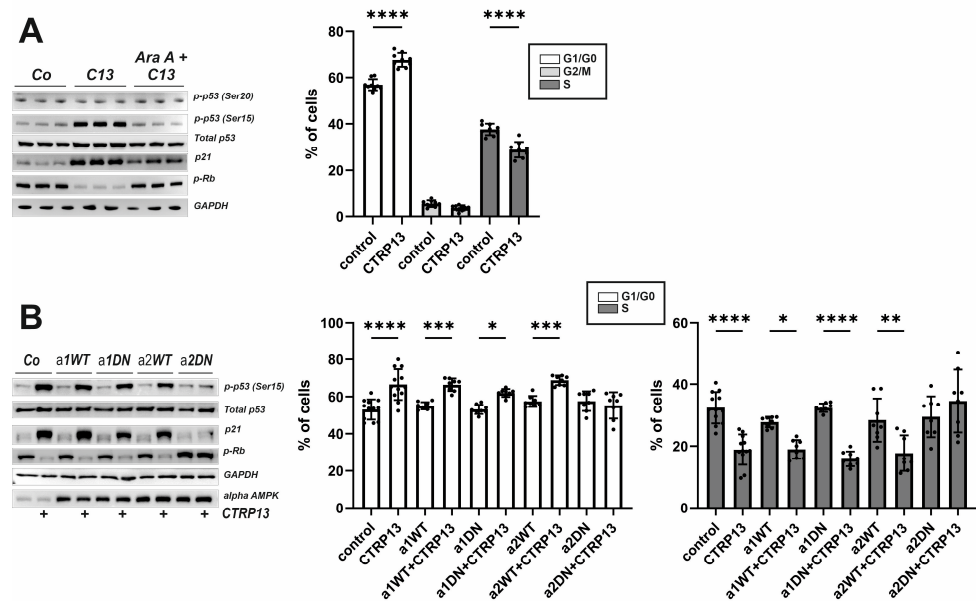 A
Co C13 Ara A +
C13
p-p53 (Ser20)
p-p53 (Ser15)
Total p53
p21
p-Rb
GAPDH
**** ****
% of cells
80
60
40
20
0
control
CTRP13
control
CTRP13
control
CTRP13
G1/G0
G2/M
S
B
Co a1WT a1DN a2WT a2DN
p-p53 (Ser15)
Total p53
p21
p-Rb
GAPDH
alpha AMPK
+ + + + + CTRP13
G1/G0
S
**** *** * ***
% of cells
100
80
60
40
20
0
control
CTRP13
a1WT
a1WT+CTRP13
a1DN
a1DN+CTRP13
a2WT
a2WT+CTRP13
a2DN
a2DN+CTRP13
**** * **** **
% of cells
60
40
20
0
control
CTRP13
a1WT
a1WT+CTRP13
a1DN
a1DN+CTRP13
a2WT
a2WT+CTRP13
a2DN
a2DN+CTRP13